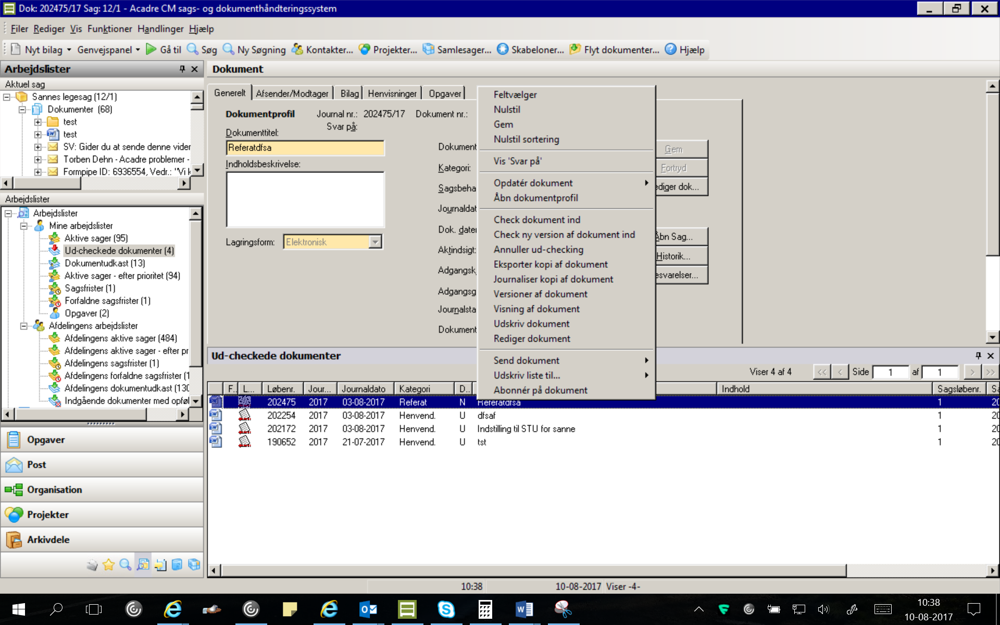 Dok: 202475/17 Sag: 12/1 - Acadre CM sags- og dokumenthåndteringssystem
Filer Rediger Vis Funktioner Handlinger Hjælp
Nyt bilag Genvejspanel Gå til Søg Ny Søgning Kontakter... Projekter... Samlesager... Skabeloner... Flyt dokumenter... Hjælp
Arbejdslister
Aktuel sag
Sannes legesag (12/1)
Dokumenter (68)
test
test
SV: Gider du at sende denne vider
Torben Dehn - Acadre problemer -
Formpipe ID: 6936554, Vedr.: "Vi k
Arbejdslister
Arbejdslister
Mine arbejdslister
Aktive sager (95)
Ud-checkede dokumenter (4)
Dokumentudkast (13)
Aktive sager - efter prioritet (94)
Sagsfrister (1)
Forfaldne sagsfrister (1)
Opgaver (2)
Afdelingens arbejdslister
Afdelingens aktive sager (484)
Afdelingens aktive sager - efter pr
Afdelingens sagsfrister (1)
Afdelingens forfaldne sagsfrister (1
Afdelingens dokumentudkast (130
Indgående dokumenter med opføl
Opgaver
Post
Organisation
Projekter
Arkivdele
Dokument
Generelt Afsender/Modtager Bilag Henvisninger Opgaver
Dokumentprofil Journal nr.: 202475/17 Dokument nr.:
Svar på:
Dokumenttitel:
Referatdfsa
Indholdsbeskrivelse:
Lagringsform: Elektronisk
Dokument
Kategori:
Sagsbeha
Journaldat
Dok. dater
Aktindsigt:
Adgangsk
Adgangsg
Journalsta
Dokument
Feltvælger
Nulstil
Gem
Nulstil sortering
Vis 'Svar på'
Opdatér dokument
Åbn dokumentprofil
Check dokument ind
Check ny version af dokument ind
Annuller ud-checking
Eksporter kopi af dokument
Journaliser kopi af dokument
Versioner af dokument
Visning af dokument
Udskriv dokument
Rediger dokument
Send dokument
Udskriv liste til...
Abonnér på dokument
Gem
Fortryd
ediger dok...
Åbn Sag...
Historik...
esvarelser...
Ud-checkede dokumenter
Viser 4 af 4 << < Side 1 af 1 > >>
F.. L... Løbenr. Jour... Journaldato Kategori D.. Indhold Sagsløbenr. Sa
202475 2017 03-08-2017 Referat N Referatdfsa 1 20
202254 2017 03-08-2017 Henvend. U dfsaf 1 20
202172 2017 03-08-2017 Henvend. U Indstilling til STU for sanne 1 20
190652 2017 21-07-2017 Henvend. U tst 1 20
10:38 10-08-2017 Viser -4-
10:38
10-08-2017